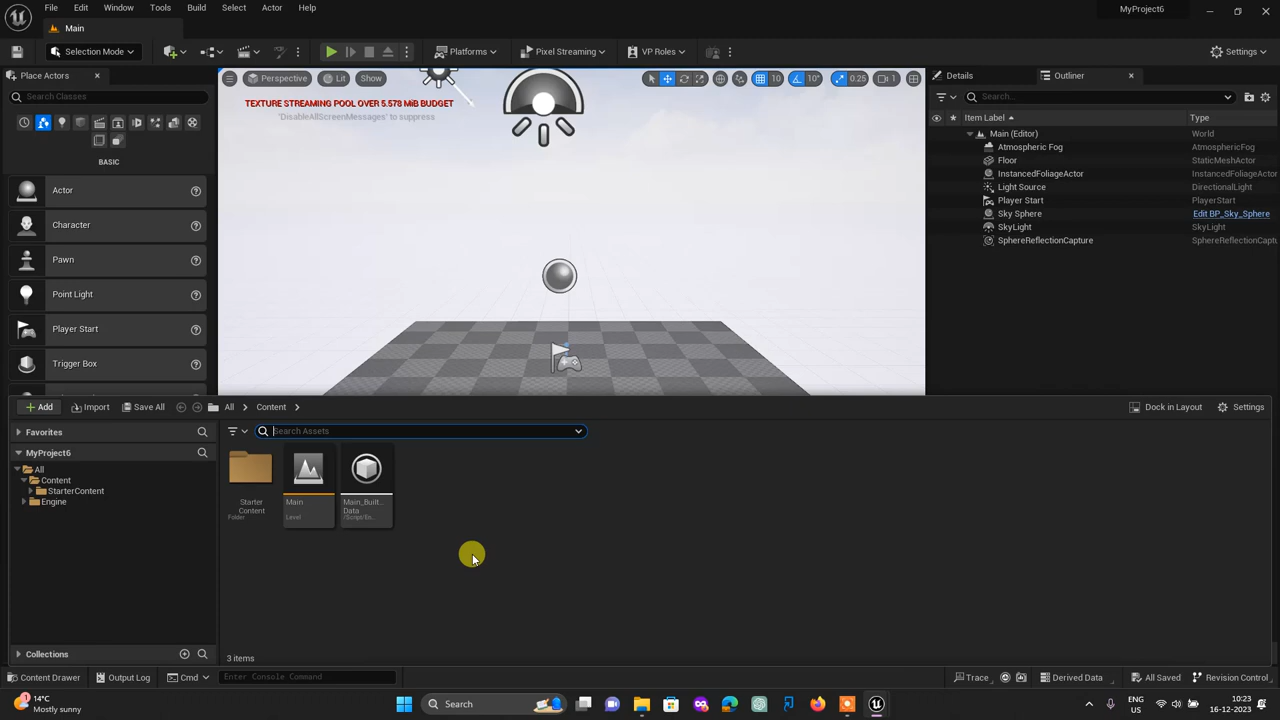 File Edit Window Tools Build Select Actor Help
MyProject6
Main
Selection Mode
Platforms
Pixel Streaming
VP Roles
Settings
Place Actors
Search Classes
BASIC
Actor
Character
Pawn
Point Light
Player Start
Trigger Box
Perspective Lit Show
10 10° 0.25 1
TEXTURE STREAMING POOL OVER 5.578 MiB BUDGET
'DisableAllScreenMessages' to suppress
Details Outliner
Search...
Item Label Type
Main (Editor) World
Atmospheric Fog AtmosphericFog
Floor StaticMeshActor
InstancedFoliageActor InstancedFoliageActor
Light Source DirectionalLight
Player Start PlayerStart
Sky Sphere Edit BP_Sky_Sphere
SkyLight SkyLight
SphereReflectionCapture SphereReflectionCaptu
Add Import Save All All Content Dock in Layout Settings
Favorites
Search Assets
MyProject6
All
Content
StarterContent
Engine
Starter
Content
Folder
Main
Level
Main_Built...
Data
/Script/En...
Collections
3 items
Content Drawer Output Log Cmd Enter Console Command Trace Derived Data All Saved Revision Control
14°C
Mostly sunny
Search
ENG
US
10:23
16-12-2023